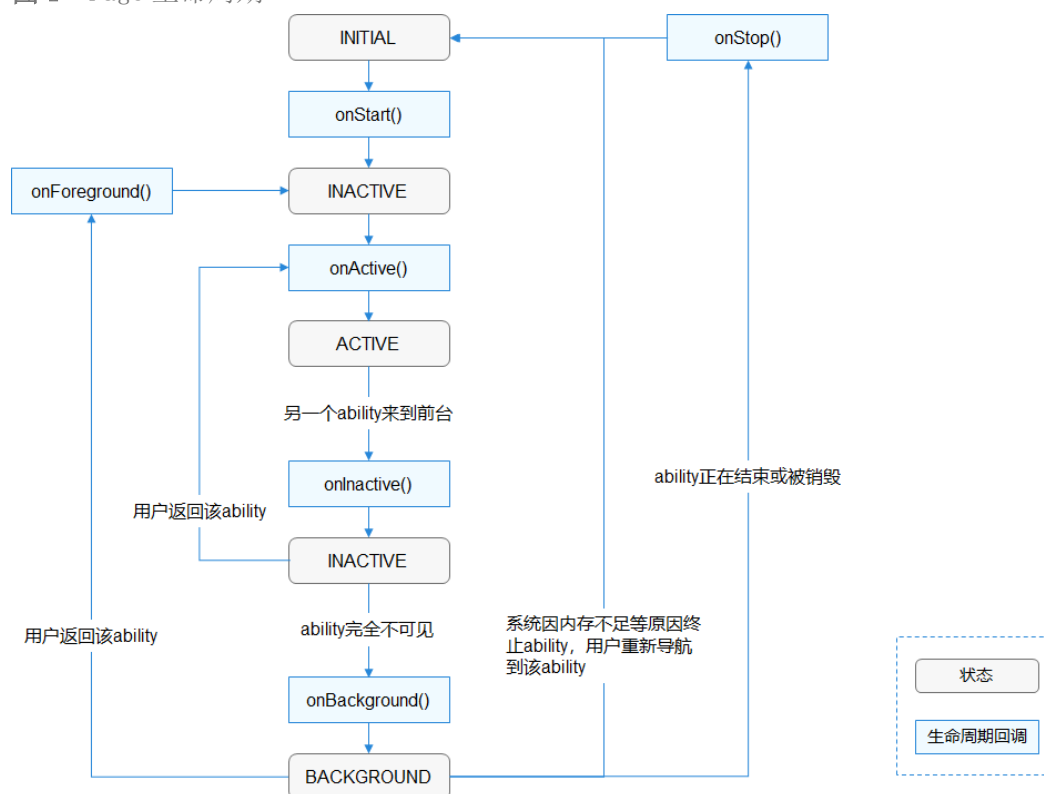 INITIAL
onStop()
onStart()
onForeground()
INACTIVE
onActive()
ACTIVE
另一个ability来到前台
onInactive()
ability正在结束或被销毁
用户返回该ability
INACTIVE
用户返回该ability
ability完全不可见
系统因内存不足等原因终
止ability，用户重新导航
到该ability
onBackground()
BACKGROUND
状态
生命周期回调